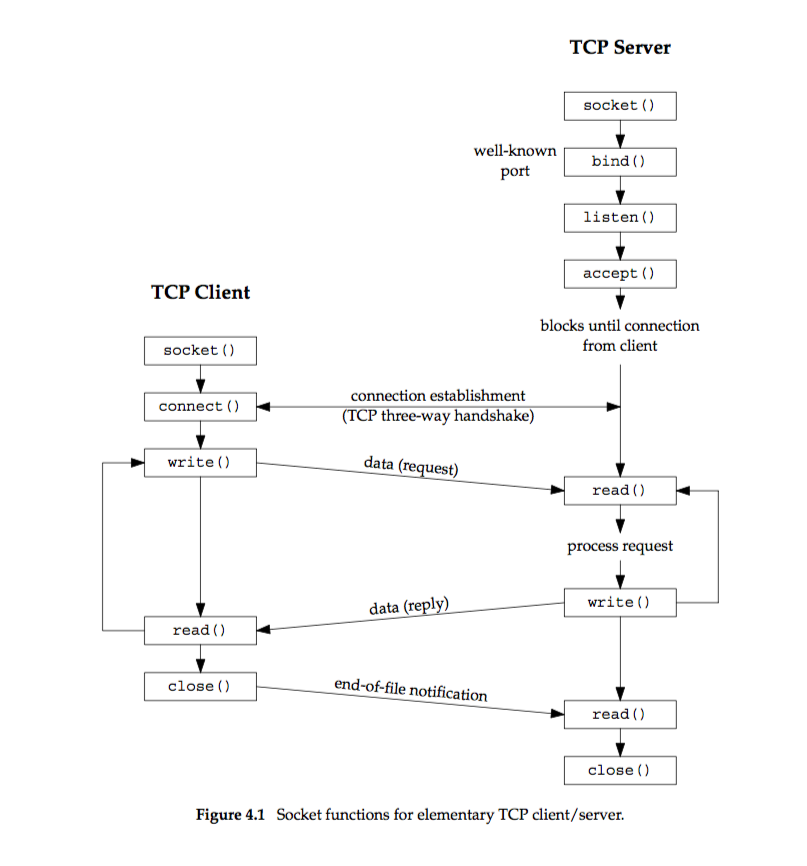 TCP Server
socket()
well-known
port
bind()
listen()
accept()
blocks until connection
from client
TCP Client
socket()
connect()
connection establishment
(TCP three-way handshake)
write()
data (request)
read()
process request
write()
data (reply)
read()
close()
end-of-file notification
read()
close()
Figure 4.1 Socket functions for elementary TCP client/server.